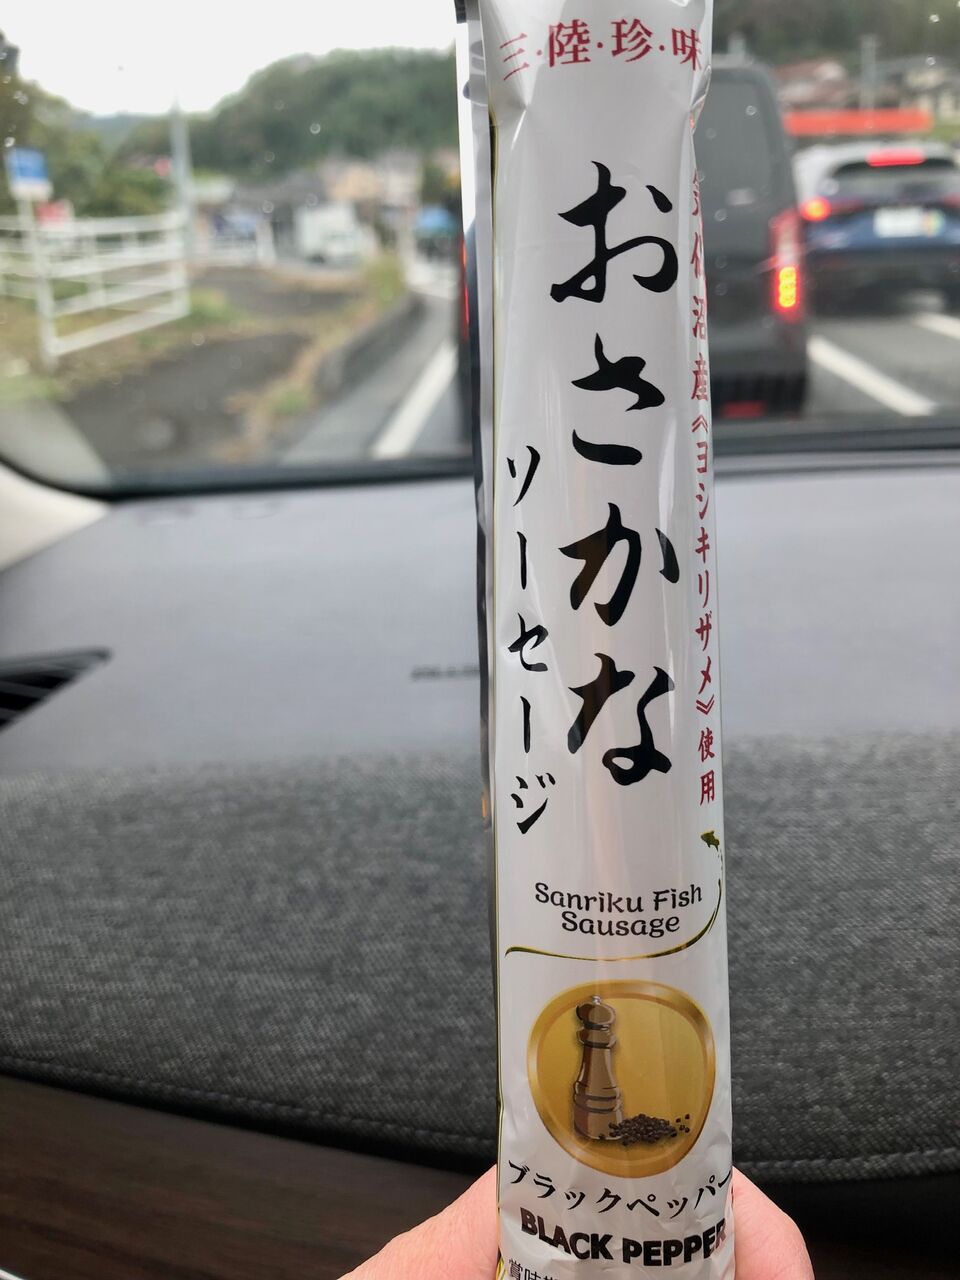 三・陸・珍・味
気仙沼産《ヨシキリザメ》使用
おさかな
ソーセージ
Sanriku Fish
Sausage
ブラックペッパー
BLACK PEPPER